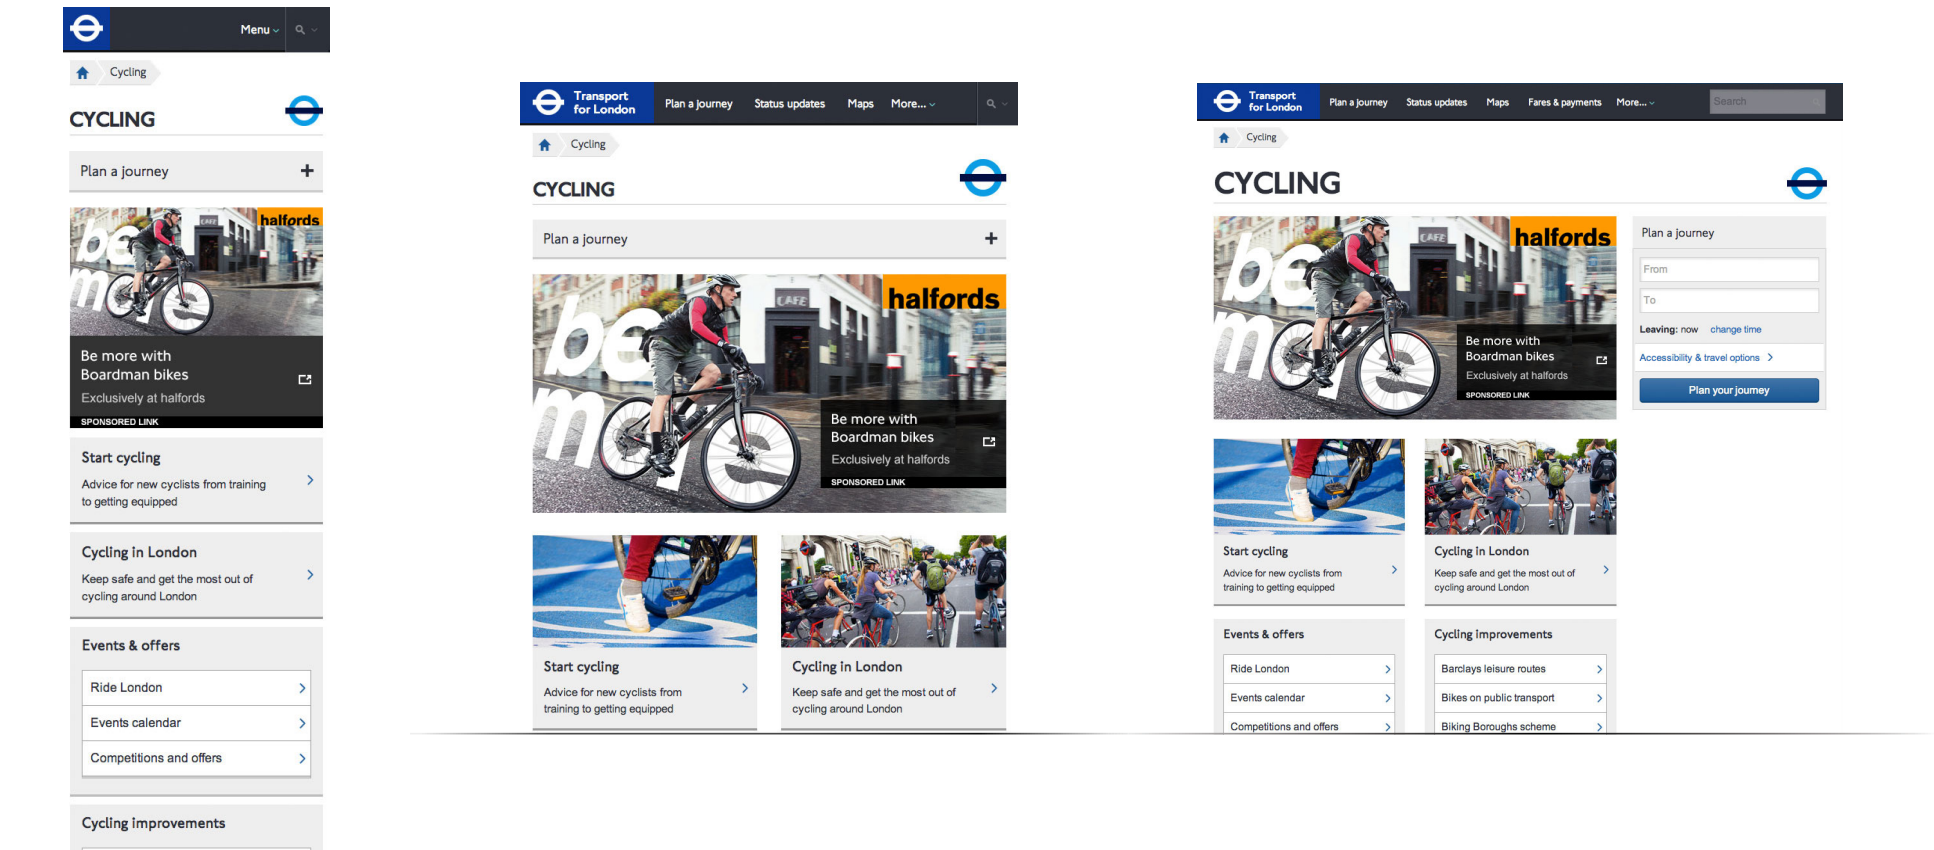 Menu
Cycling
CYCLING
Plan a journey
be
halfords
CAFE
m
Be more with
Boardman bikes
Exclusively at halfords
SPONSORED LINK
Start cycling
Advice for new cyclists from training
to getting equipped
Cycling in London
Keep safe and get the most out of
cycling around London
Events & offers
Ride London
Events calendar
Competitions and offers
Cycling improvements
Transport
for London
Plan a journey
Status updates
Maps
More...
Cycling
CYCLING
Plan a journey
be
CAFE
halfords
more
Be more with
Boardman bikes
Exclusively at halfords
SPONSORED LINK
Start cycling
Advice for new cyclists from
training to getting equipped
Cycling in London
Keep safe and get the most out of
cycling around London
Transport
for London
Plan a journey
Status updates
Maps
Fares & payments
More...
Search
Cycling
CYCLING
be
CAFE
halfords
more
Be more with
Boardman bikes
Exclusively at halfords
SPONSORED LINK
Plan a journey
From
To
Leaving: now change time
Accessibility & travel options
Plan your journey
Start cycling
Advice for new cyclists from
training to getting equipped
Cycling in London
Keep safe and get the most out of
cycling around London
Events & offers
Ride London
Events calendar
Competitions and offers
Cycling improvements
Barclays leisure routes
Bikes on public transport
Biking Boroughs scheme